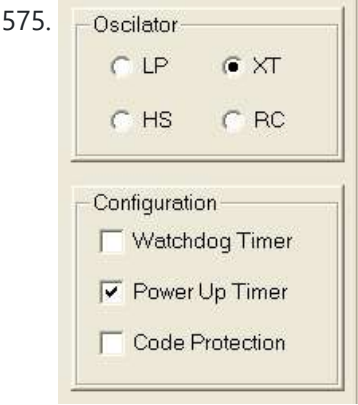 575.
Oscilator
LP XT
HS RC
Configuration
Watchdog Timer
Power Up Timer
Code Protection